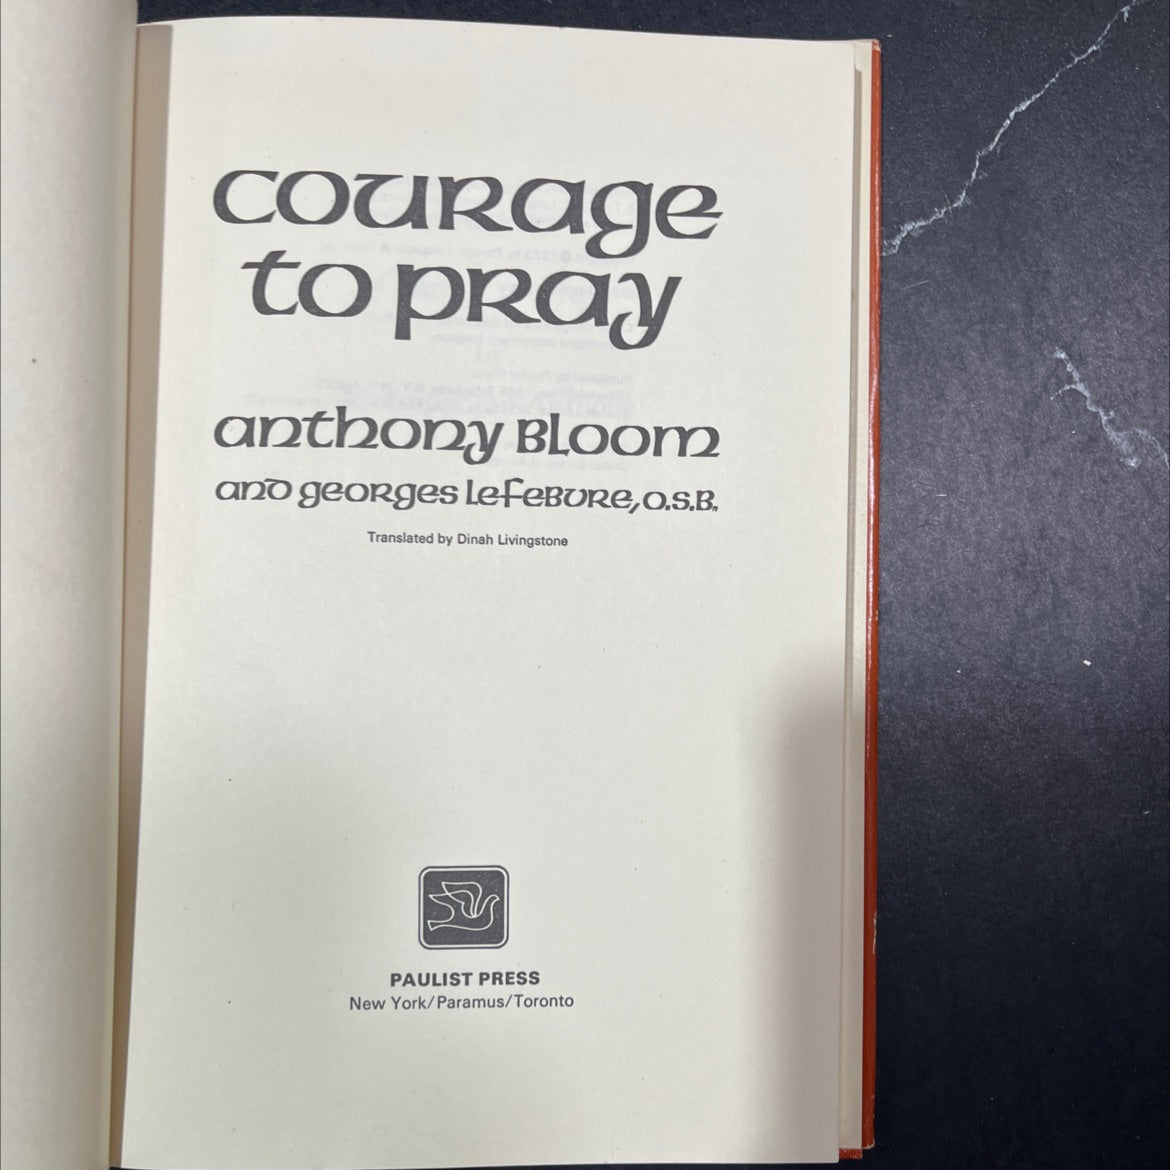 courage
to pray
anthony Bloom
and georges Lefebvre, O.S.B.
Translated by Dinah Livingstone
PAULIST PRESS
New York/Paramus/Toronto